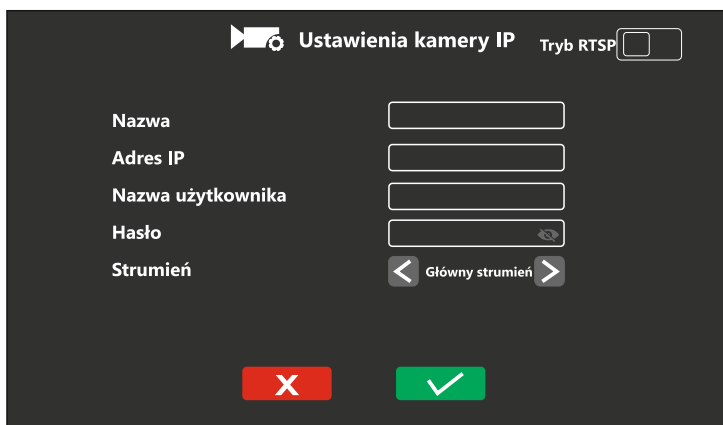 Ustawienia kamery IP Tryb RTSP
Nazwa
Adres IP
Nazwa użytkownika
Hasło
Strumień Główny strumień